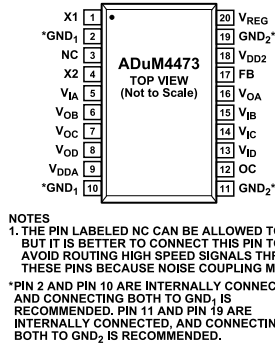 X1 1
*GND1 2
NC 3
X2 4
VIA 5
VOB 6
VOC 7
VOD 8
VDDA 9
*GND1 10
ADuM4473
TOP VIEW
(Not to Scale)
20 VREG
19 GND2*
18 VDD2
17 FB
16 VOA
15 VIB
14 VIC
13 VID
12 OC
11 GND2*
NOTES
1. THE PIN LABELED NC CAN BE ALLOWED
BUT IT IS BETTER TO CONNECT THIS PIN
AVOID ROUTING HIGH SPEED SIGNALS
THESE PINS BECAUSE NOISE COUPLING
*PIN 2 AND PIN 10 ARE INTERNALLY
AND CONNECTING BOTH TO GND1 IS
RECOMMENDED. PIN 11 AND PIN 19 ARE
INTERNALLY CONNECTED, AND
BOTH TO GND2 IS RECOMMENDED.